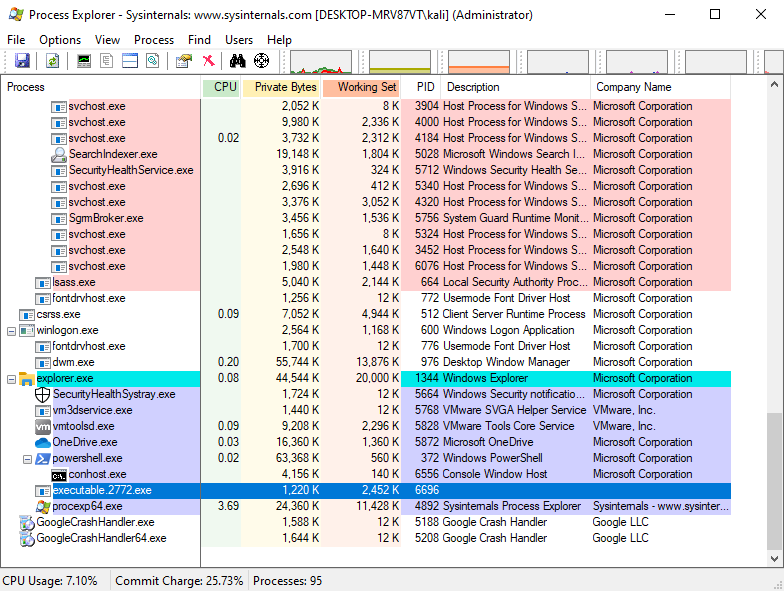 Process Explorer - Sysinternals: www.sysinternals.com [DESKTOP-MRV87VT\kali] (Administrator)
File Options View Process Find Users Help
Process CPU Private Bytes Working Set PID Description Company Name
svchost.exe 2,052 K 8 K 3904 Host Process for Windows S... Microsoft Corporation
svchost.exe 9,980 K 2,336 K 4000 Host Process for Windows S... Microsoft Corporation
svchost.exe 0.02 3,732 K 2,312 K 4184 Host Process for Windows S... Microsoft Corporation
SearchIndexer.exe 19,148 K 1,804 K 5028 Microsoft Windows Search I... Microsoft Corporation
SecurityHealthService.exe 3,916 K 324 K 5712 Windows Security Health Se... Microsoft Corporation
svchost.exe 2,696 K 412 K 5340 Host Process for Windows S... Microsoft Corporation
svchost.exe 3,376 K 3,052 K 4320 Host Process for Windows S... Microsoft Corporation
SgrmBroker.exe 3,456 K 1,536 K 5756 System Guard Runtime Monit... Microsoft Corporation
svchost.exe 1,656 K 8 K 5324 Host Process for Windows S... Microsoft Corporation
svchost.exe 2,548 K 1,640 K 3452 Host Process for Windows S... Microsoft Corporation
svchost.exe 1,980 K 1,448 K 6076 Host Process for Windows S... Microsoft Corporation
lsass.exe 5,040 K 2,144 K 664 Local Security Authority Proc... Microsoft Corporation
fontdrvhost.exe 1,256 K 12 K 772 Usermode Font Driver Host Microsoft Corporation
csrss.exe 0.09 7,052 K 4,944 K 512 Client Server Runtime Process Microsoft Corporation
winlogon.exe 2,564 K 1,168 K 600 Windows Logon Application Microsoft Corporation
fontdrvhost.exe 1,700 K 12 K 776 Usermode Font Driver Host Microsoft Corporation
dwm.exe 0.20 55,744 K 13,876 K 976 Desktop Window Manager Microsoft Corporation
explorer.exe 0.08 44,544 K 20,000 K 1344 Windows Explorer Microsoft Corporation
SecurityHealthSystray.exe 1,724 K 12 K 5664 Windows Security notificatio... Microsoft Corporation
vm3dservice.exe 1,440 K 12 K 5768 VMware SVGA Helper Service VMware, Inc.
vm vmtoolsd.exe 0.09 9,208 K 2,296 K 5828 VMware Tools Core Service VMware, Inc.
OneDrive.exe 0.03 16,360 K 1,360 K 5872 Microsoft OneDrive Microsoft Corporation
powershell.exe 0.02 63,368 K 560 K 372 Windows PowerShell Microsoft Corporation
conhost.exe 4,156 K 140 K 6556 Console Window Host Microsoft Corporation
executable.2772.exe 1,220 K 2,452 K 6696
procexp64.exe 3.69 24,360 K 11,428 K 4892 Sysinternals Process Explorer Sysinternals - www.sysinter...
GoogleCrashHandler.exe 1,588 K 12 K 5188 Google Crash Handler Google LLC
GoogleCrashHandler64.exe 1,644 K 12 K 5208 Google Crash Handler Google LLC
CPU Usage: 7.10% Commit Charge: 25.73% Processes: 95